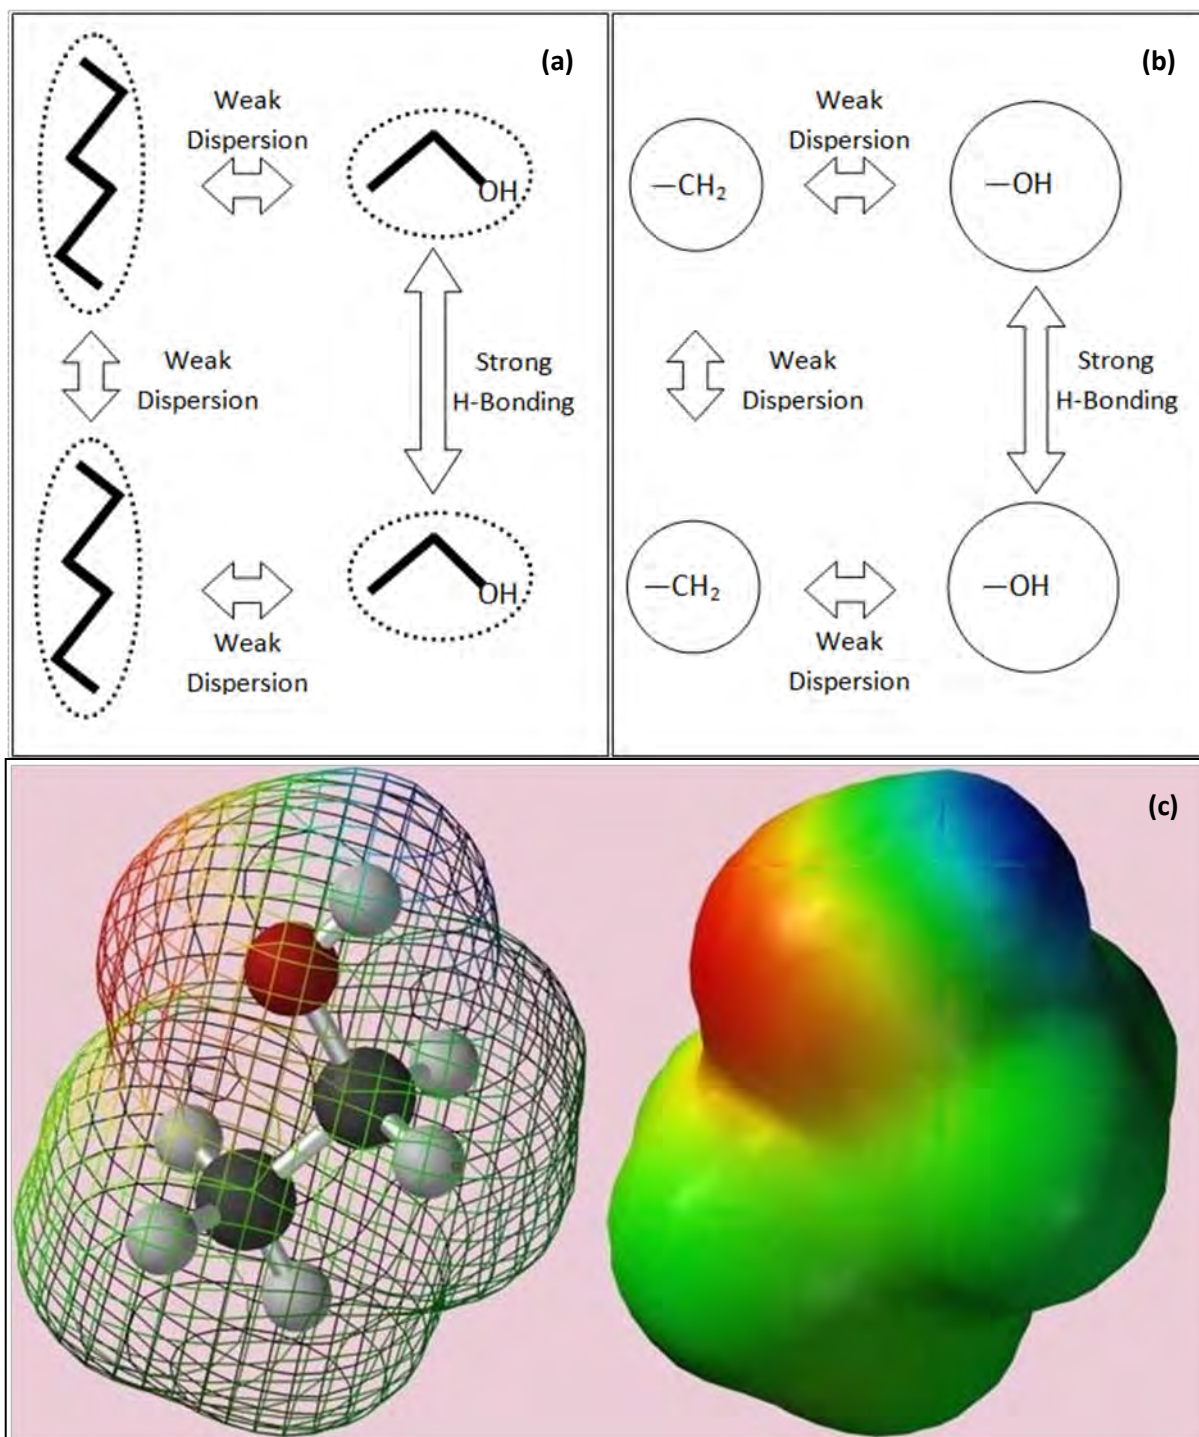 (a)
Weak
Dispersion
OH
Weak
Dispersion
Strong
H-Bonding
OH
Weak
Dispersion
(b)
Weak
Dispersion
—CH₂
—OH
Weak
Dispersion
Strong
H-Bonding
—CH₂
—OH
Weak
Dispersion
(c)